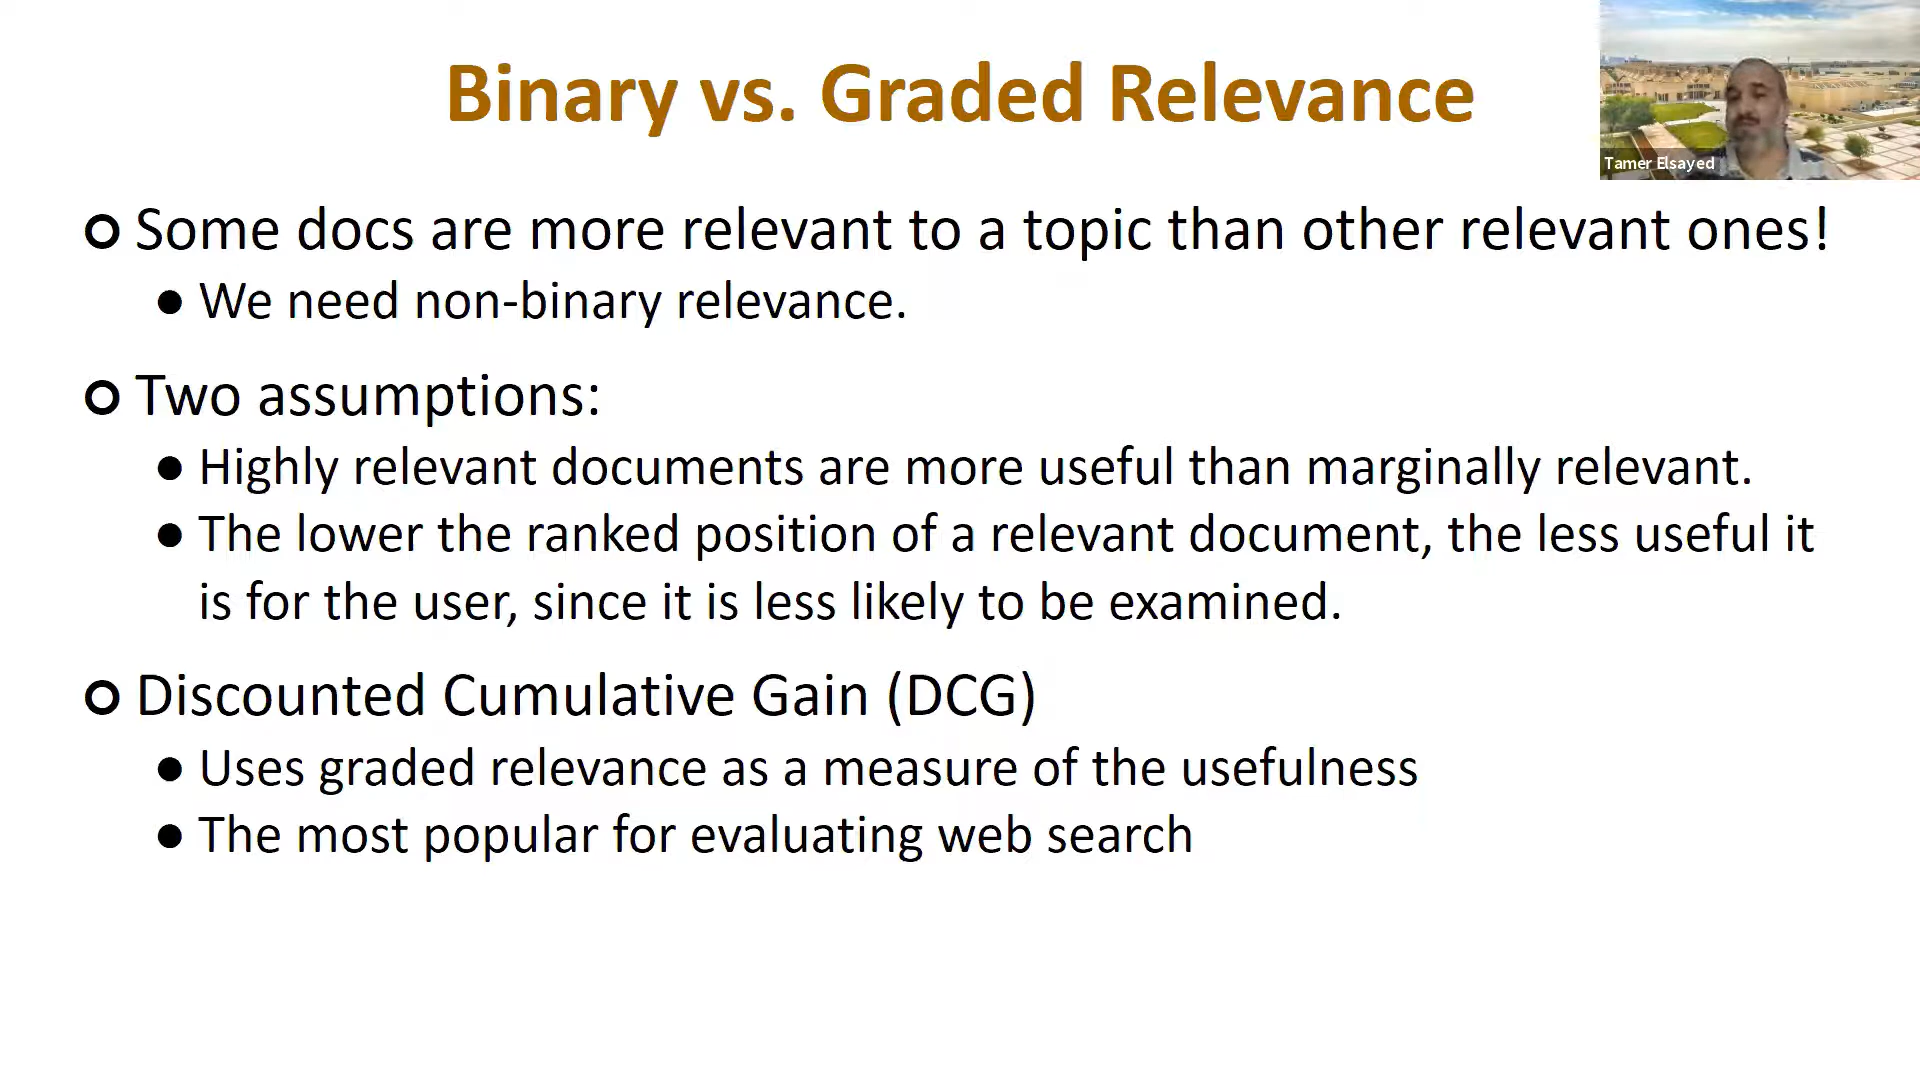 Binary vs. Graded Relevance
Tamer Elsayed
Some docs are more relevant to a topic than other relevant ones!
We need non-binary relevance.
Two assumptions:
Highly relevant documents are more useful than marginally relevant.
The lower the ranked position of a relevant document, the less useful it
is for the user, since it is less likely to be examined.
Discounted Cumulative Gain (DCG)
Uses graded relevance as a measure of the usefulness
The most popular for evaluating web search